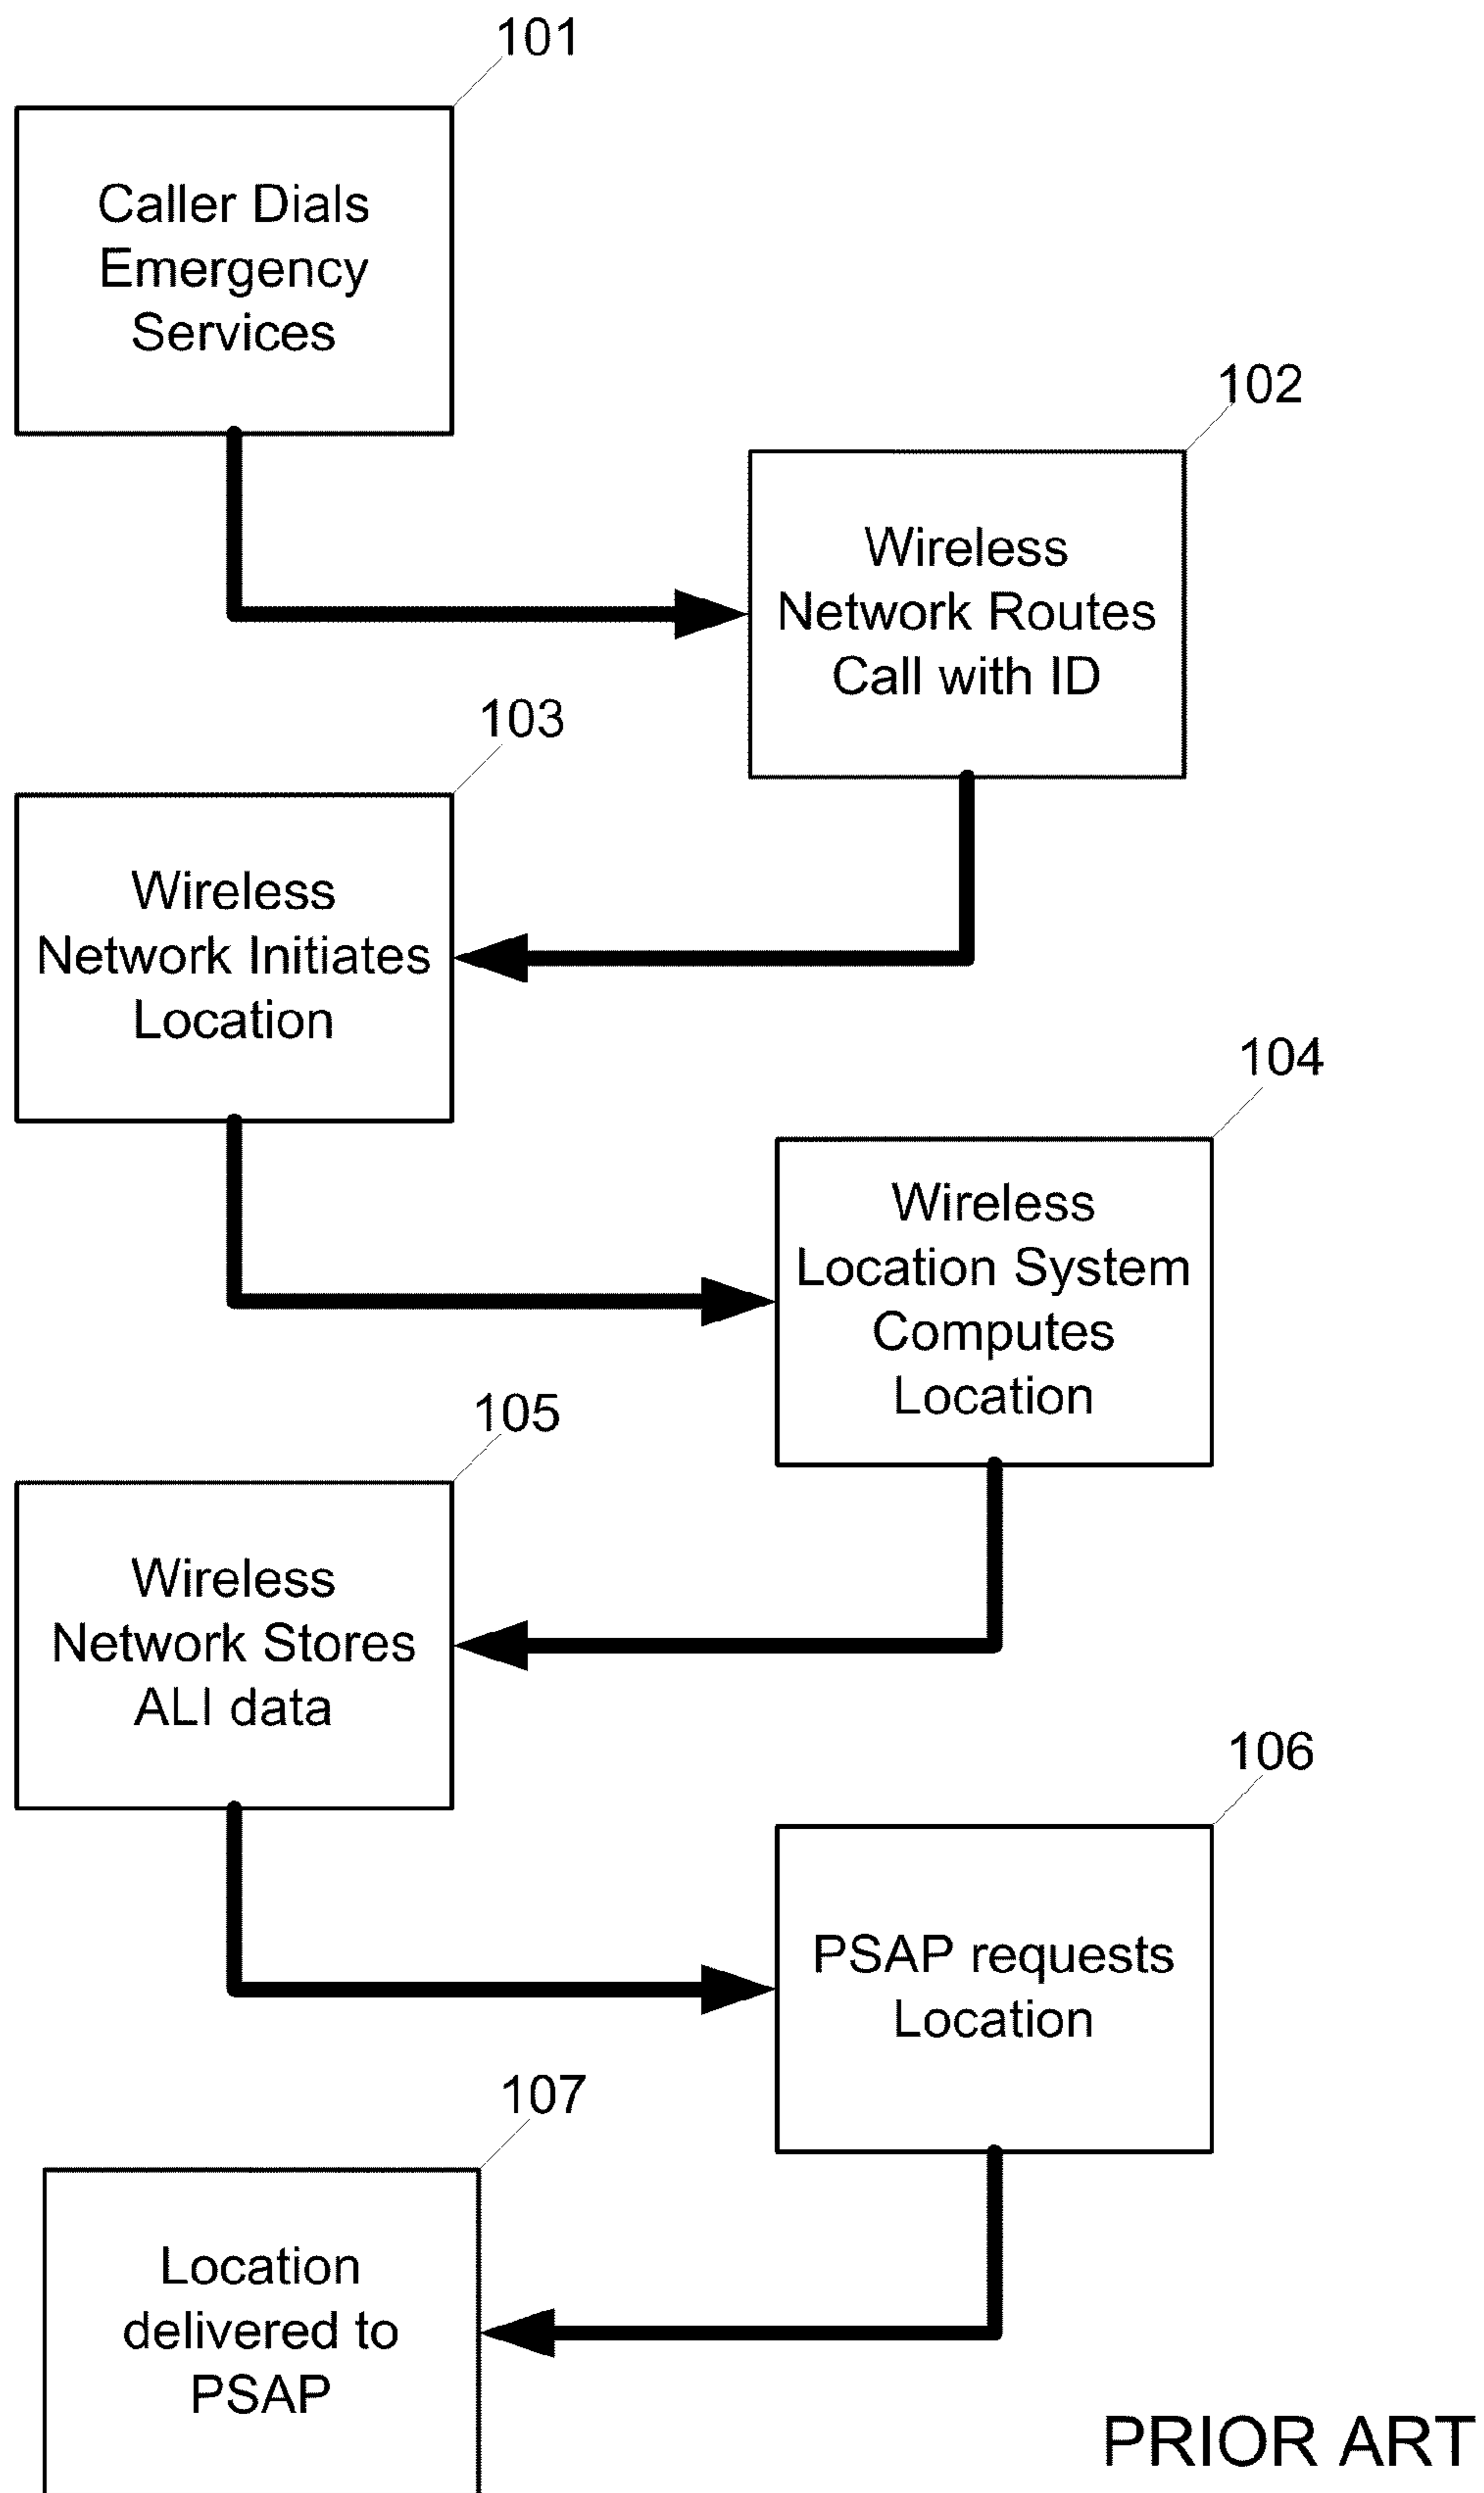 101
Caller Dials
Emergency
Services
102
Wireless
Network Routes
Call with ID
103
Wireless
Network Initiates
Location
104
Wireless
Location System
Computes
Location
105
Wireless
Network Stores
ALI data
106
PSAP requests
Location
107
Location
delivered to
PSAP
PRIOR ART